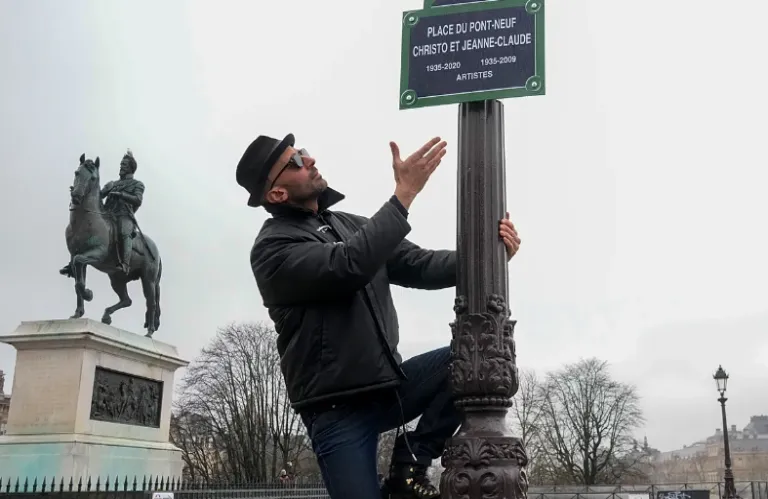 PLACE DU PONT-NEUF
CHRISTO ET JEANNE-CLAUDE
1935-2020 1935-2009
ARTISTES